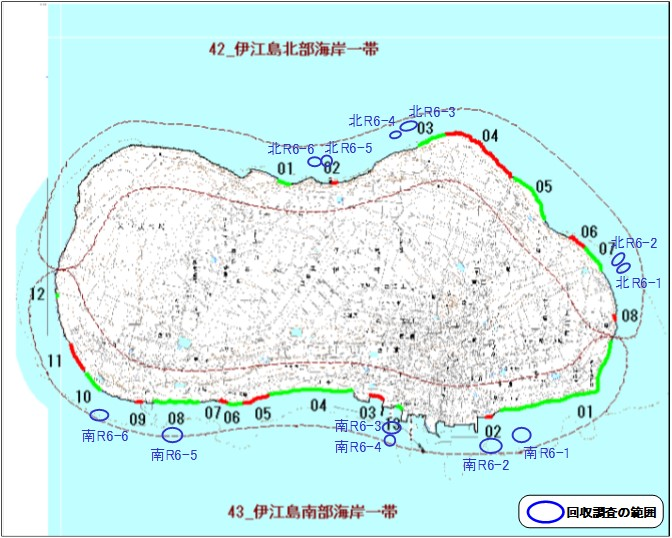 42_伊江島北部海岸一帯
北R6-3
北R6-4
03
04
北R6-6
北R6-5
01
02
05
06
07
北R6-2
北R6-1
08
12
11
10
09
08
07
06
05
04
03
13
02
01
南R6-3
南R6-4
南R6-6
南R6-5
南R6-2
南R6-1
43_伊江島南部海岸一帯
回収調査の範囲